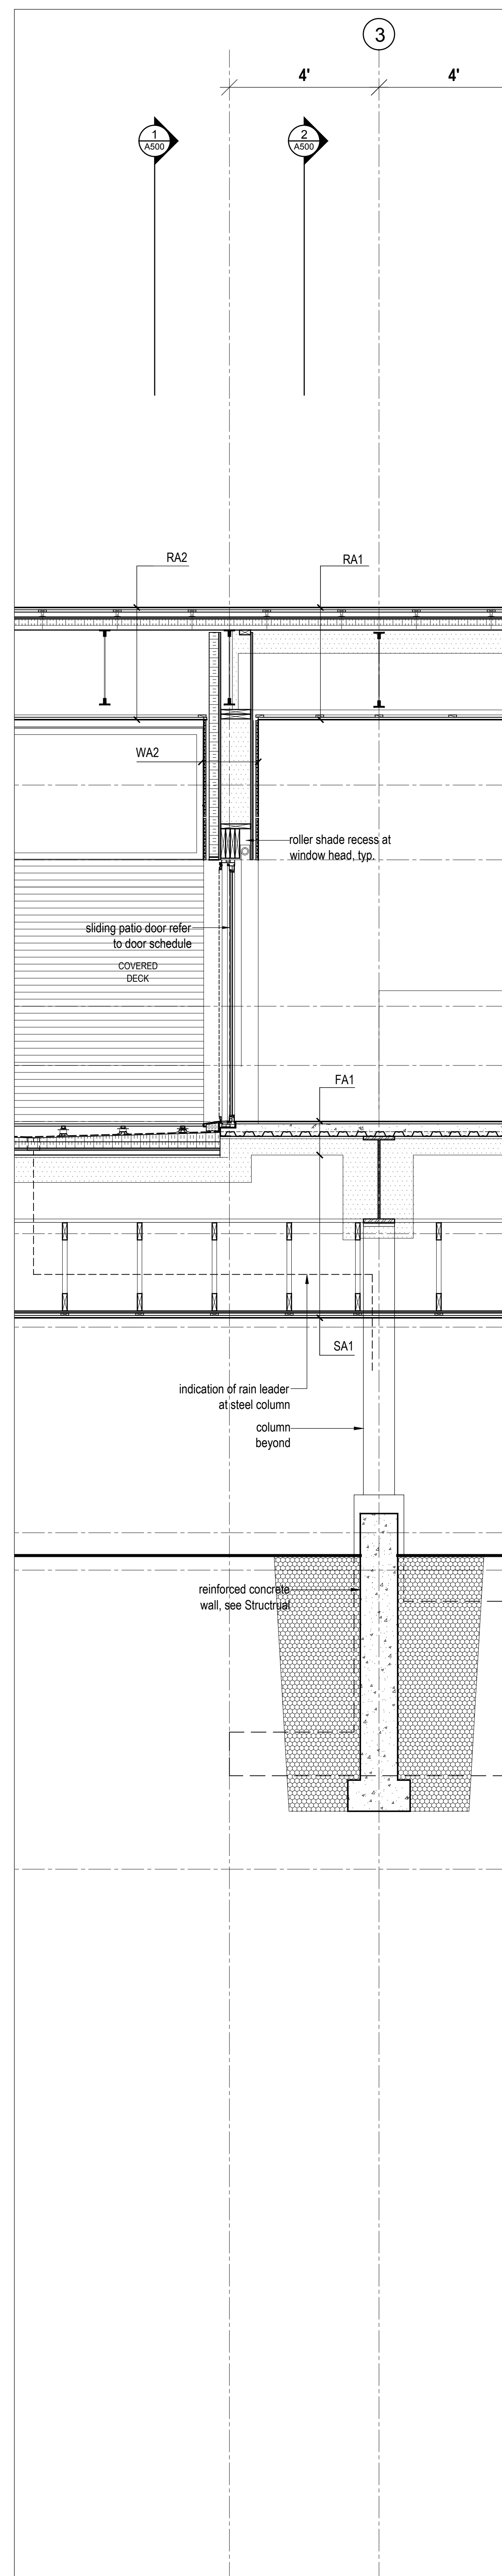 3
4'
4'
1
A500
2
A500
RA2
RA1
WA2
roller shade recess at
window head, typ.
sliding patio door refer
to door schedule
COVERED
DECK
FA1
SA1
indication of rain leader
at steel column
column
beyond
reinforced concrete
wall, see Structrual